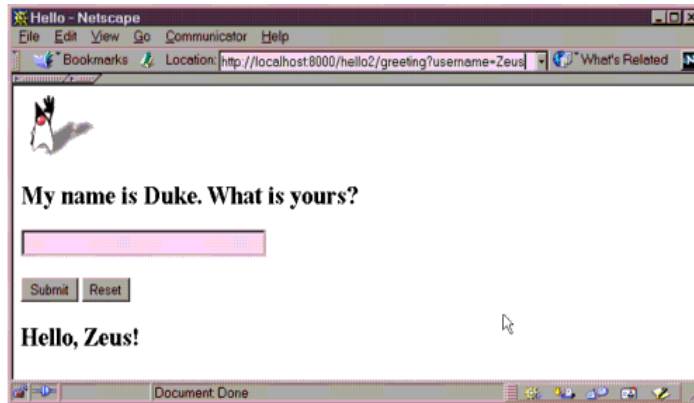 Hello - Netscape
File Edit View Go Communicator Help
Bookmarks Location: http://localhost:8000/hello2/greeting?username=Zeus What's Related N
My name is Duke. What is yours?
Submit Reset
Hello, Zeus!
Document: Done